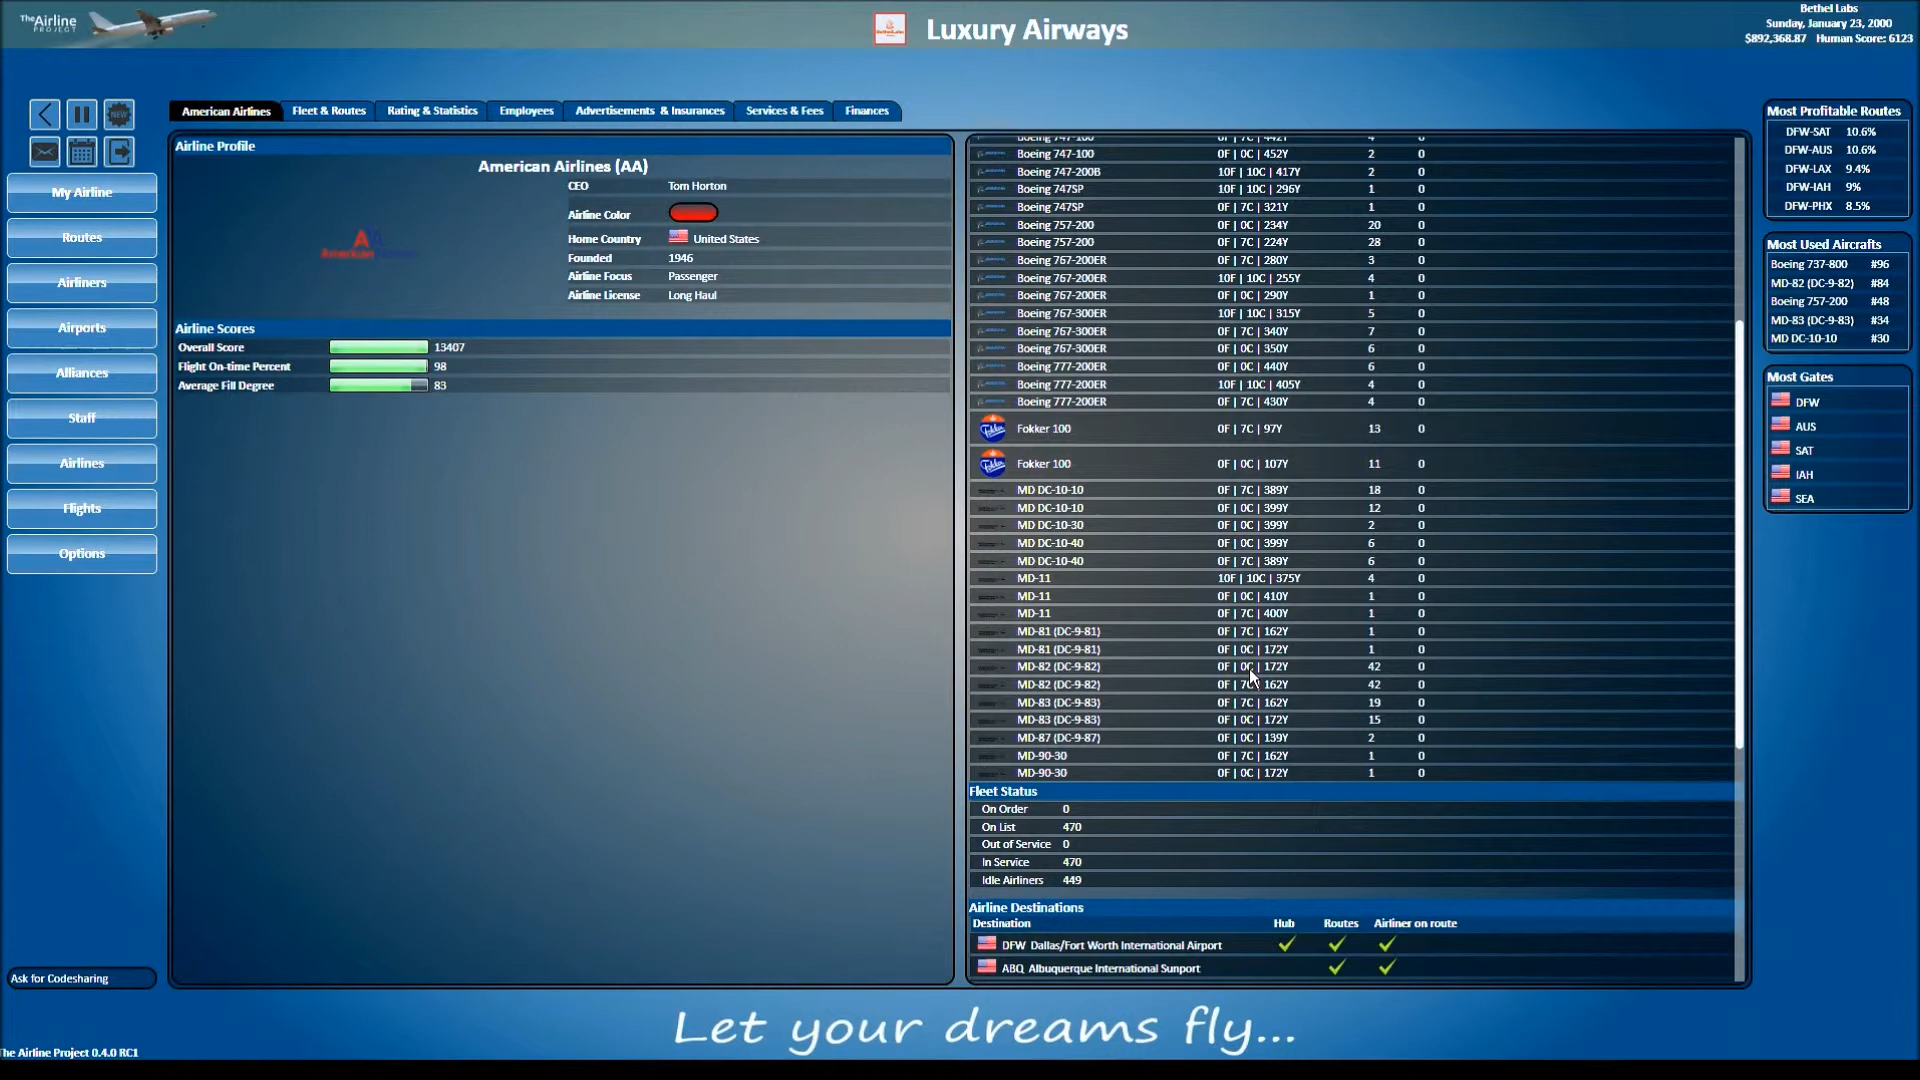 TheAirline
PROJECT
Luxury Airways
Bethel Labs
Sunday, January 23, 2000
$892,368.87 Human Score: 6123
NEW
My Airline
Routes
Airliners
Airports
Alliances
Staff
Airlines
Flights
Options
Ask for Codesharing
American Airlines
Fleet & Routes
Rating & Statistics
Employees
Advertisements & Insurances
Services & Fees
Finances
Airline Profile
American Airlines (AA)
CEO Tom Horton
Airline Color
Home Country United States
Founded 1946
Airline Focus Passenger
Airline License Long Haul
Airline Scores
Overall Score 13407
Flight On-time Percent 98
Average Fill Degree 83
Boeing 747-100 0F | 7C | 442Y 4 0
Boeing 747-100 0F | 0C | 452Y 2 0
Boeing 747-200B 10F | 10C | 417Y 2 0
Boeing 747SP 10F | 10C | 296Y 1 0
Boeing 747SP 0F | 7C | 321Y 1 0
Boeing 757-200 0F | 0C | 234Y 20 0
Boeing 757-200 0F | 7C | 224Y 28 0
Boeing 767-200ER 0F | 7C | 280Y 3 0
Boeing 767-200ER 10F | 10C | 255Y 4 0
Boeing 767-200ER 0F | 0C | 290Y 1 0
Boeing 767-300ER 10F | 10C | 315Y 5 0
Boeing 767-300ER 0F | 7C | 340Y 7 0
Boeing 767-300ER 0F | 0C | 350Y 6 0
Boeing 777-200ER 0F | 0C | 440Y 6 0
Boeing 777-200ER 10F | 10C | 405Y 4 0
Boeing 777-200ER 0F | 7C | 430Y 4 0
Fokker Fokker 100 0F | 7C | 97Y 13 0
Fokker Fokker 100 0F | 0C | 107Y 11 0
MD DC-10-10 0F | 7C | 389Y 18 0
MD DC-10-10 0F | 0C | 399Y 12 0
MD DC-10-30 0F | 0C | 399Y 2 0
MD DC-10-40 0F | 0C | 399Y 6 0
MD DC-10-40 0F | 7C | 389Y 6 0
MD-11 10F | 10C | 375Y 4 0
MD-11 0F | 0C | 410Y 1 0
MD-11 0F | 7C | 400Y 1 0
MD-81 (DC-9-81) 0F | 7C | 162Y 1 0
MD-81 (DC-9-81) 0F | 0C | 172Y 1 0
MD-82 (DC-9-82) 0F | 0C | 172Y 42 0
MD-82 (DC-9-82) 0F | 7C | 162Y 42 0
MD-83 (DC-9-83) 0F | 7C | 162Y 19 0
MD-83 (DC-9-83) 0F | 0C | 172Y 15 0
MD-87 (DC-9-87) 0F | 0C | 139Y 2 0
MD-90-30 0F | 7C | 162Y 1 0
MD-90-30 0F | 0C | 172Y 1 0
Fleet Status
On Order 0
On List 470
Out of Service 0
In Service 470
Idle Airliners 449
Airline Destinations
Destination Hub Routes Airliner on route
DFW Dallas/Fort Worth International Airport
ABQ Albuquerque International Sunport
Most Profitable Routes
DFW-SAT 10.6%
DFW-AUS 10.6%
DFW-LAX 9.4%
DFW-IAH 9%
DFW-PHX 8.5%
Most Used Aircrafts
Boeing 737-800 #96
MD-82 (DC-9-82) #84
Boeing 757-200 #48
MD-83 (DC-9-83) #34
MD DC-10-10 #30
Most Gates
DFW
AUS
SAT
IAH
SEA
Let your dreams fly...
The Airline Project 0.4.0 RC1